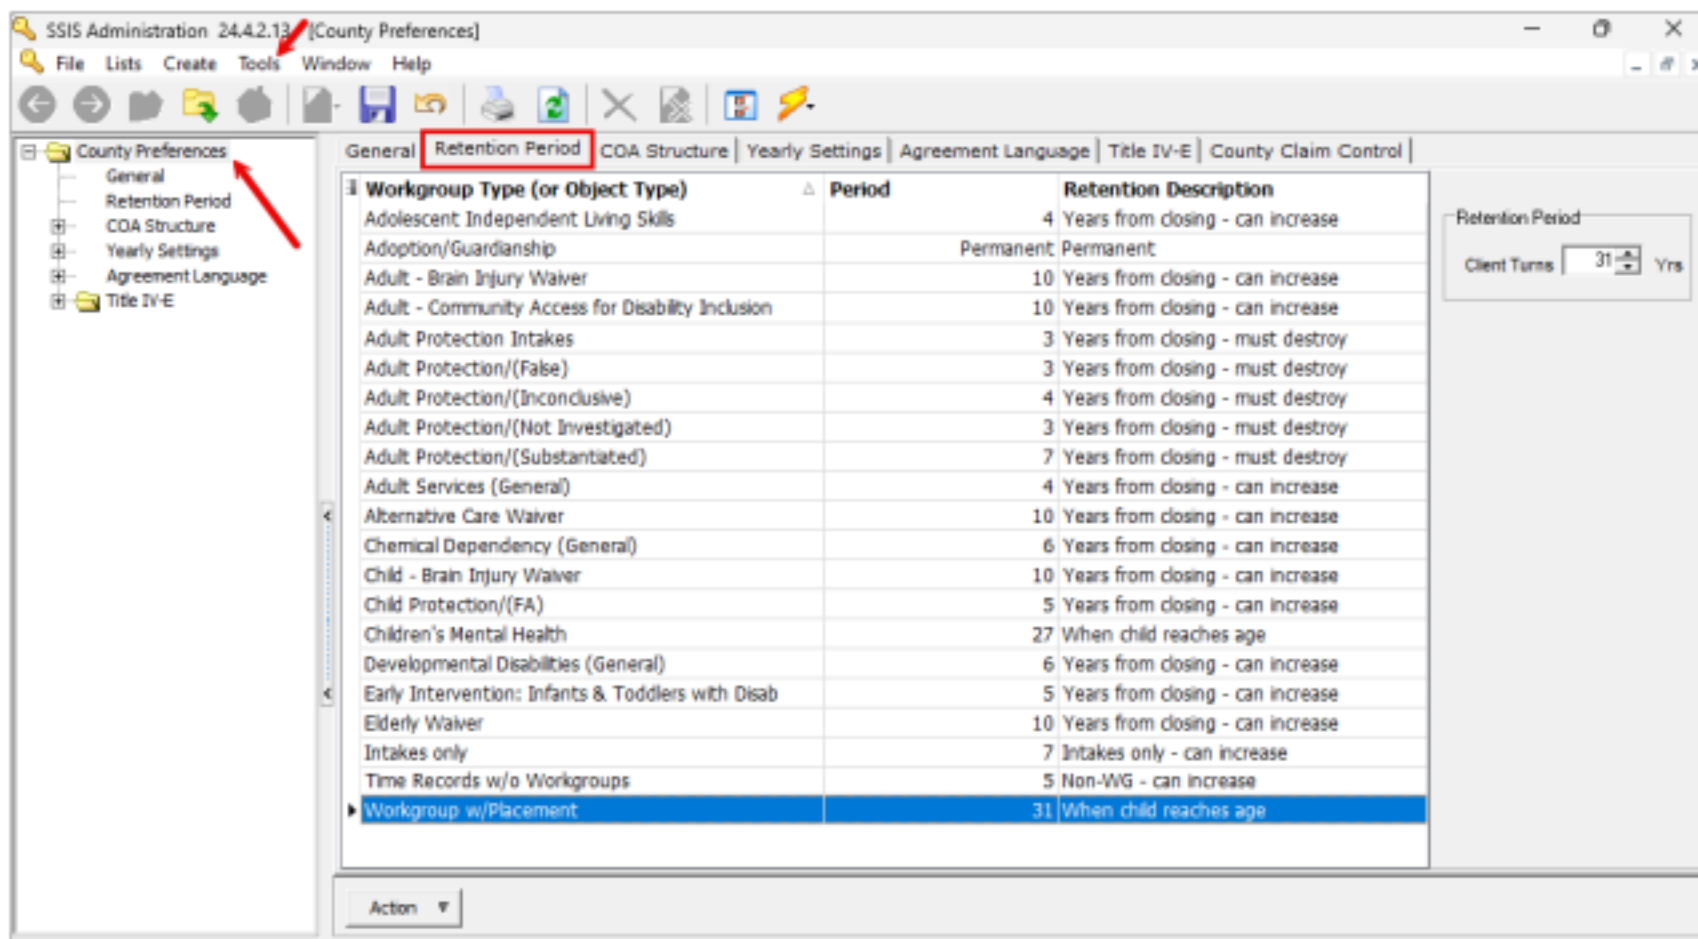 SSIS Administration 24.4.2.13 [County Preferences]
File Lists Create Tools Window Help
County Preferences
General
Retention Period
COA Structure
Yearly Settings
Agreement Language
Title IV-E
General Retention Period COA Structure Yearly Settings Agreement Language Title IV-E County Claim Control
Workgroup Type (or Object Type) Period Retention Description
Adolescent Independent Living Skills 4 Years from closing - can increase
Adoption/Guardianship Permanent Permanent
Adult - Brain Injury Waiver 10 Years from closing - can increase
Adult - Community Access for Disability Inclusion 10 Years from closing - can increase
Adult Protection Intakes 3 Years from closing - must destroy
Adult Protection/(False) 3 Years from closing - must destroy
Adult Protection/(Inconclusive) 4 Years from closing - must destroy
Adult Protection/(Not Investigated) 3 Years from closing - must destroy
Adult Protection/(Substantiated) 7 Years from closing - must destroy
Adult Services (General) 4 Years from closing - can increase
Alternative Care Waiver 10 Years from closing - can increase
Chemical Dependency (General) 6 Years from closing - can increase
Child - Brain Injury Waiver 10 Years from closing - can increase
Child Protection/(FA) 5 Years from closing - can increase
Children's Mental Health 27 When child reaches age
Developmental Disabilities (General) 6 Years from closing - can increase
Early Intervention: Infants & Toddlers with Disab 5 Years from closing - can increase
Elderly Waiver 10 Years from closing - can increase
Intakes only 7 Intakes only - can increase
Time Records w/o Workgroups 5 Non-WG - can increase
Workgroup w/Placement 31 When child reaches age
Retention Period
Client Turns 31 Yrs
Action